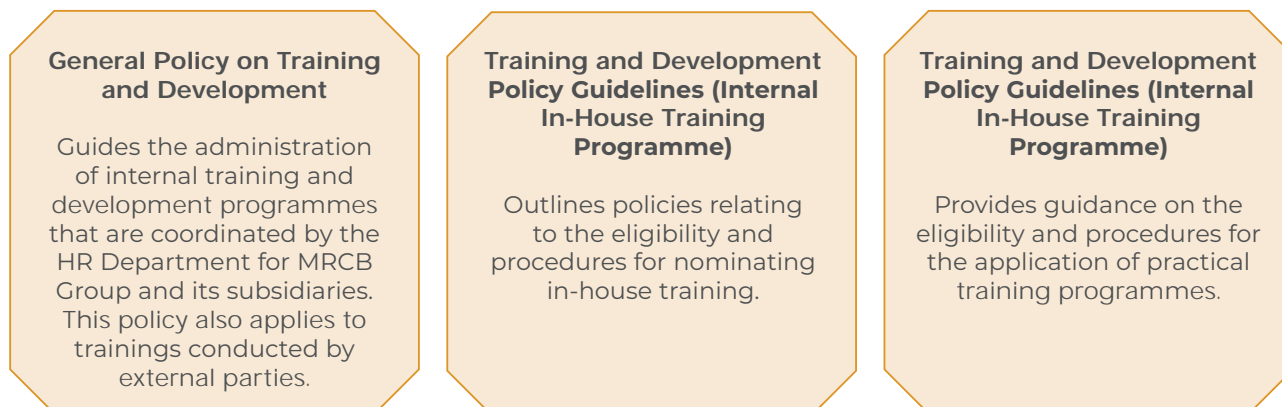 General Policy on Training
and Development
Guides the administration
of internal training and
development programmes
that are coordinated by the
HR Department for MRCB
Group and its subsidiaries.
This policy also applies to
trainings conducted by
external parties.
Training and Development
Policy Guidelines (Internal
In-House Training
Programme)
Outlines policies relating
to the eligibility and
procedures for nominating
in-house training.
Training and Development
Policy Guidelines (Internal
In-House Training
Programme)
Provides guidance on the
eligibility and procedures for
the application of practical
training programmes.